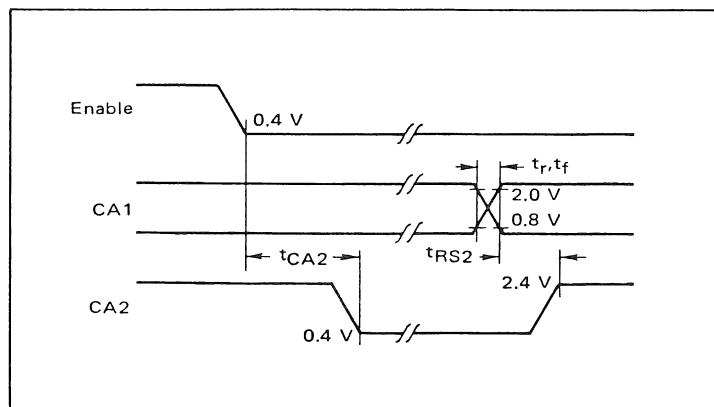 Enable
0.4 V
t_r, t_f
2.0 V
CA1
0.8 V
t_CA2
t_RS2
2.4 V
CA2
0.4 V